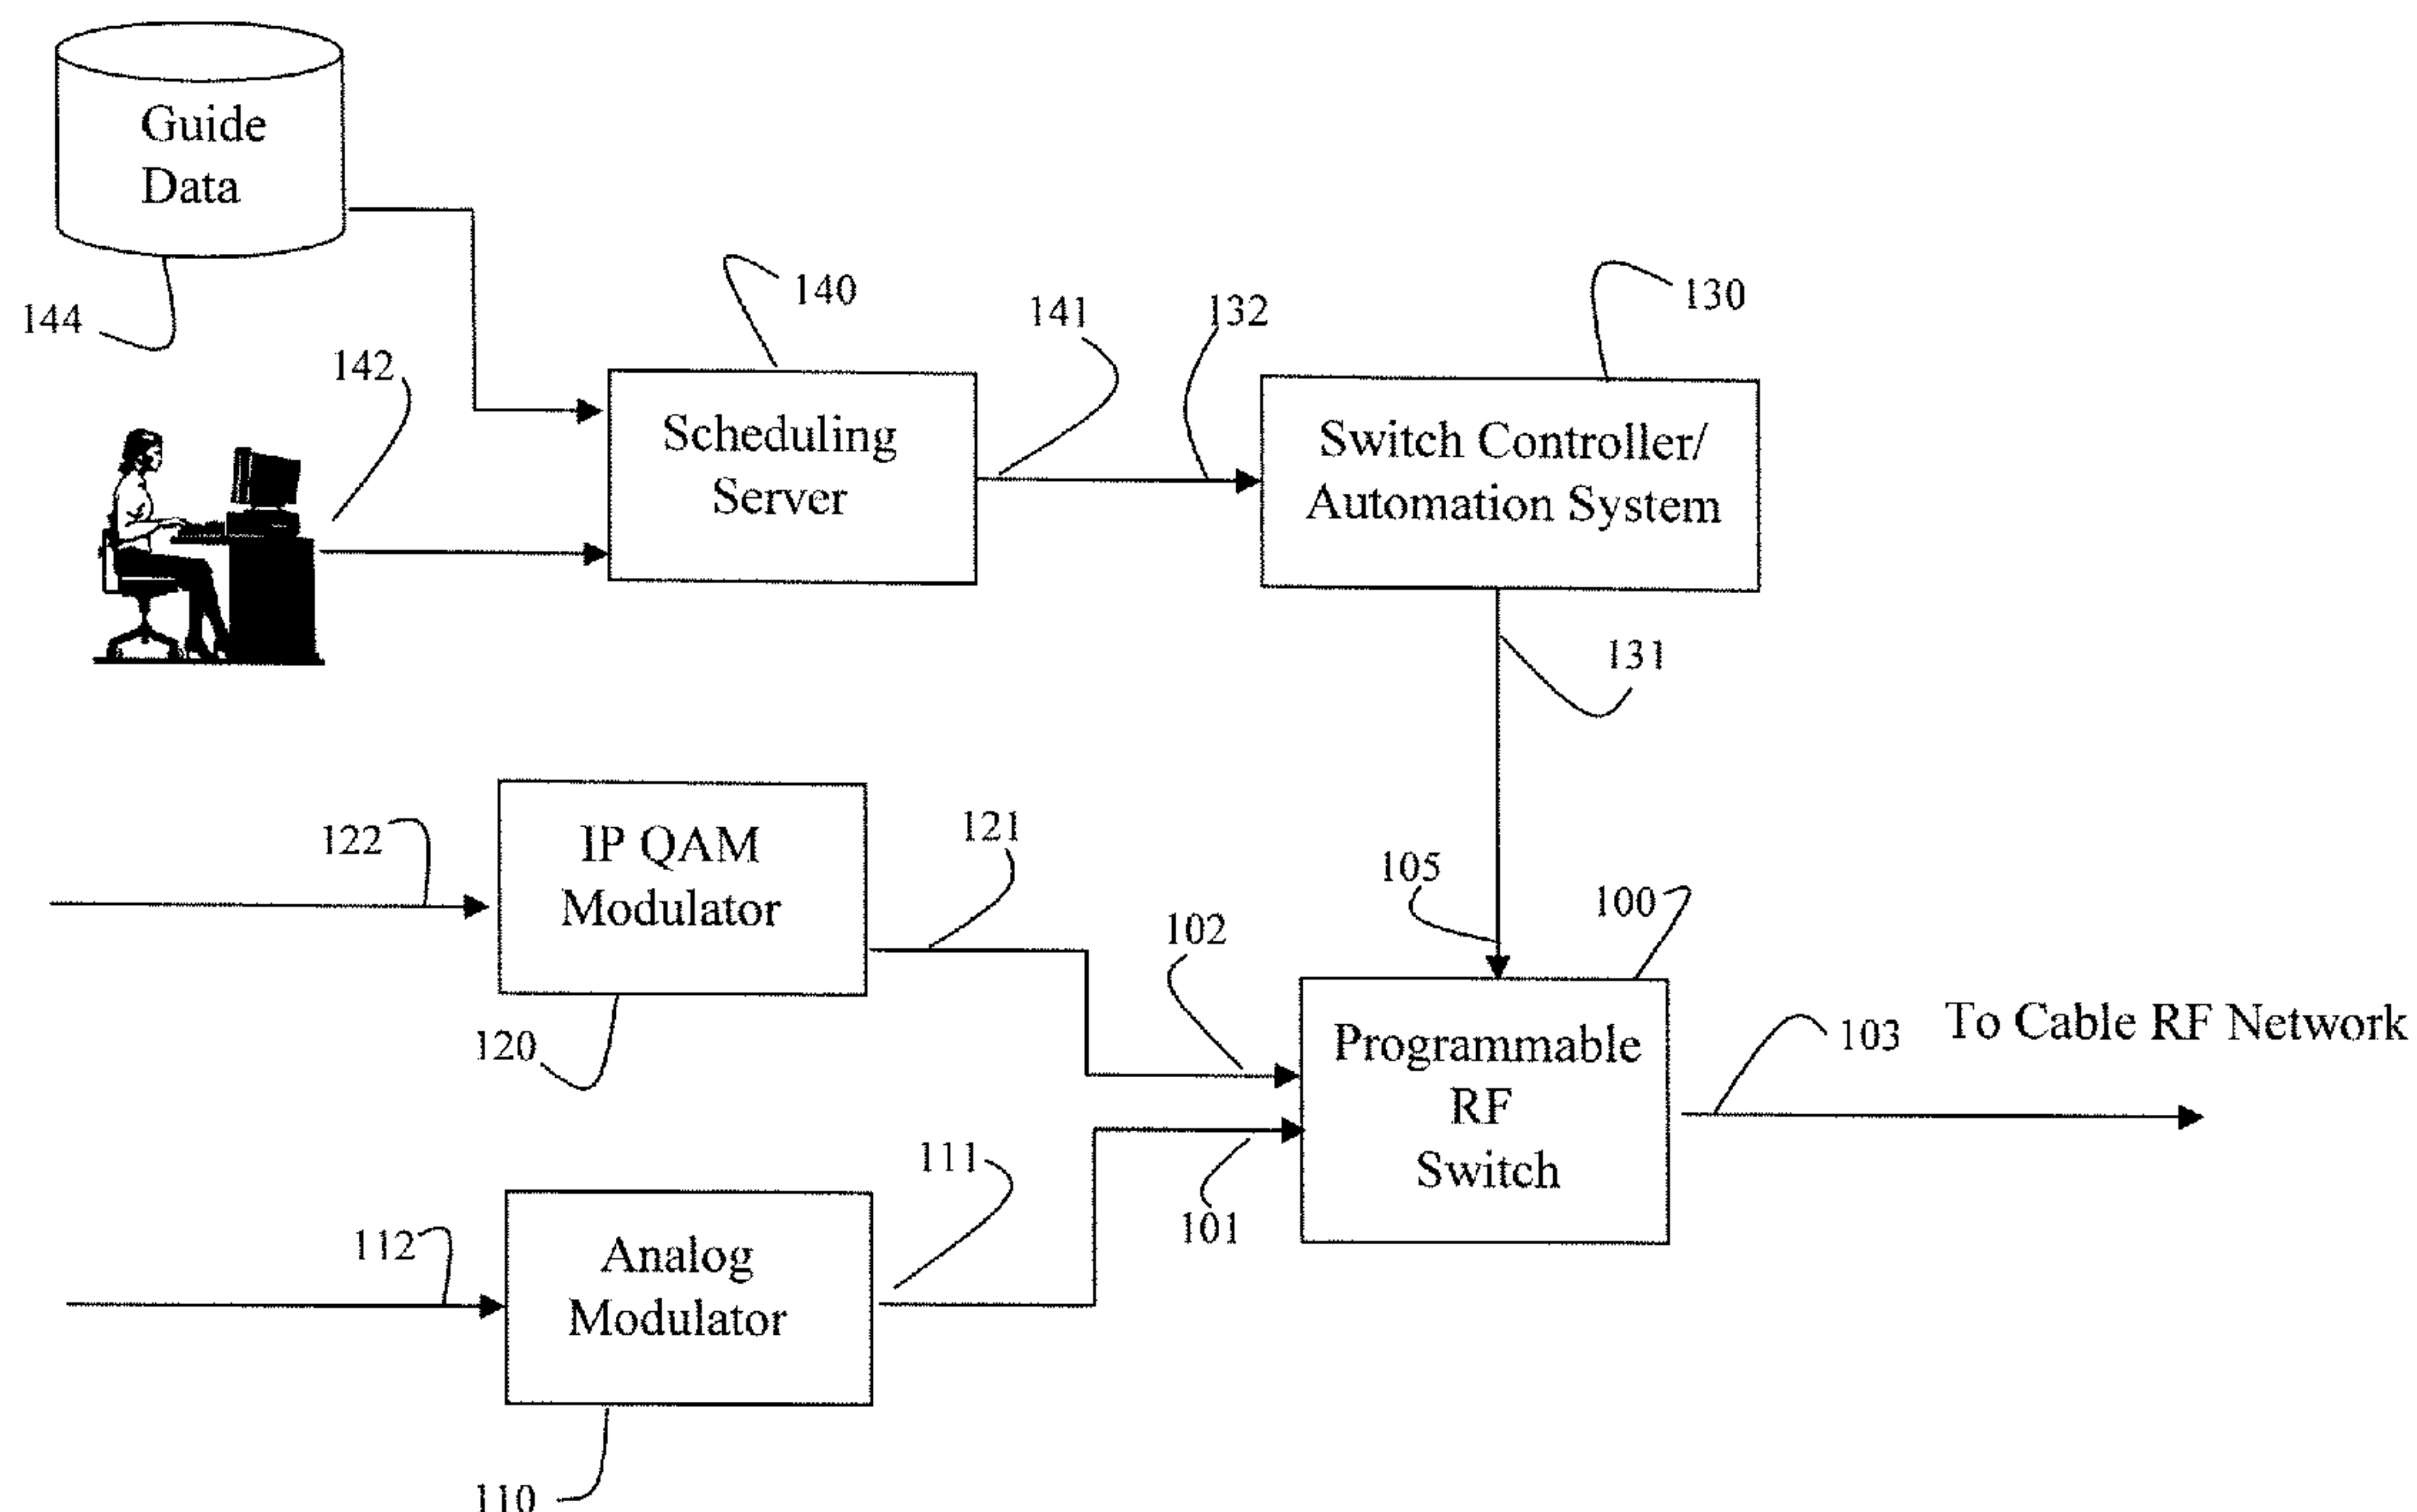 Guide
Data
144
142
140
141
132
130
Scheduling
Server
Switch Controller/
Automation System
131
122
IP QAM
Modulator
121
120
102
105
100
Programmable
RF
Switch
103
To Cable RF Network
101
111
112
Analog
Modulator
110